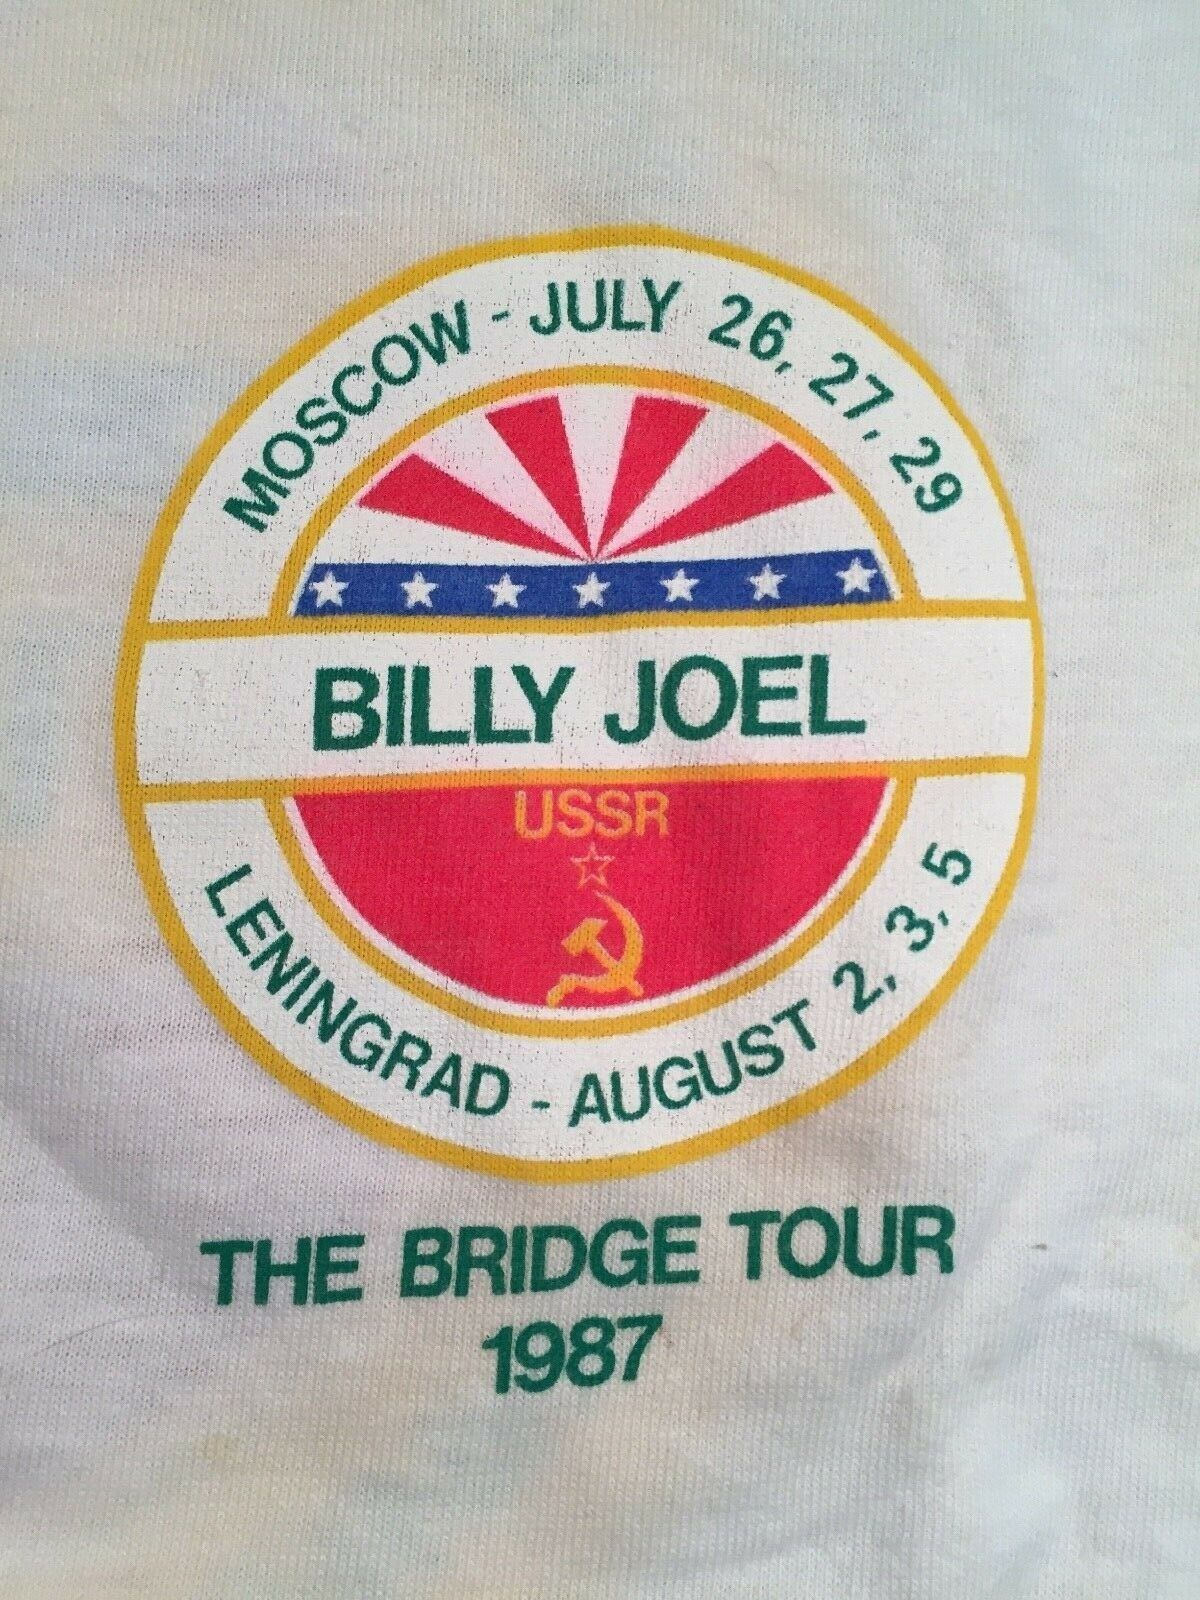 MOSCOW - JULY 26, 27, 29
BILLY JOEL
USSR
LENINGRAD - AUGUST 2, 3, 5
THE BRIDGE TOUR
1987